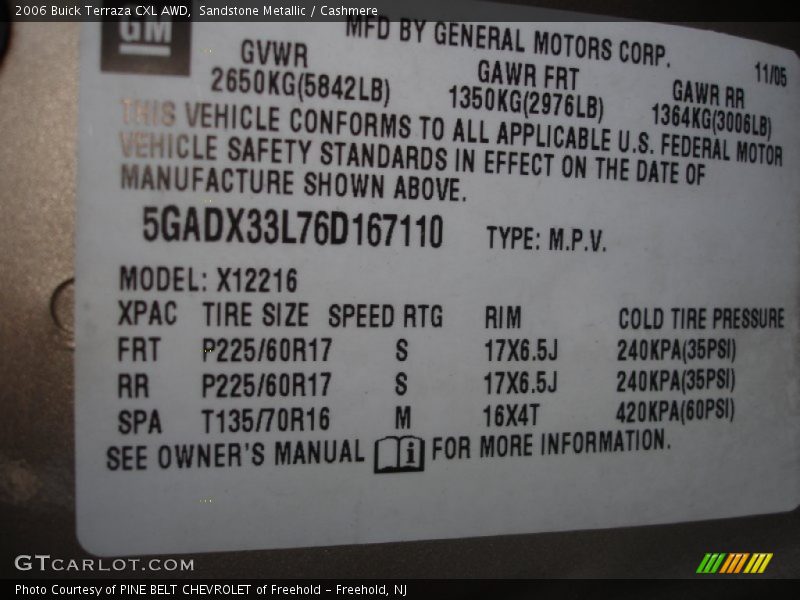 2006 Buick Terraza CXL AWD, Sandstone Metallic / Cashmere
GM
MFD BY GENERAL MOTORS CORP.
11/05
GVWR GAWR FRT GAWR RR
2650KG(5842LB) 1350KG(2976LB) 1364KG(3006LB)
THIS VEHICLE CONFORMS TO ALL APPLICABLE U.S. FEDERAL MOTOR
VEHICLE SAFETY STANDARDS IN EFFECT ON THE DATE OF
MANUFACTURE SHOWN ABOVE.
5GADX33L76D167110 TYPE: M.P.V.
MODEL: X12216
XPAC TIRE SIZE SPEED RTG RIM COLD TIRE PRESSURE
FRT P225/60R17 S 17X6.5J 240KPA(35PSI)
RR P225/60R17 S 17X6.5J 240KPA(35PSI)
SPA T135/70R16 M 16X4T 420KPA(60PSI)
SEE OWNER'S MANUAL i FOR MORE INFORMATION.
GTCARLOT.COM
Photo Courtesy of PINE BELT CHEVROLET of Freehold - Freehold, NJ